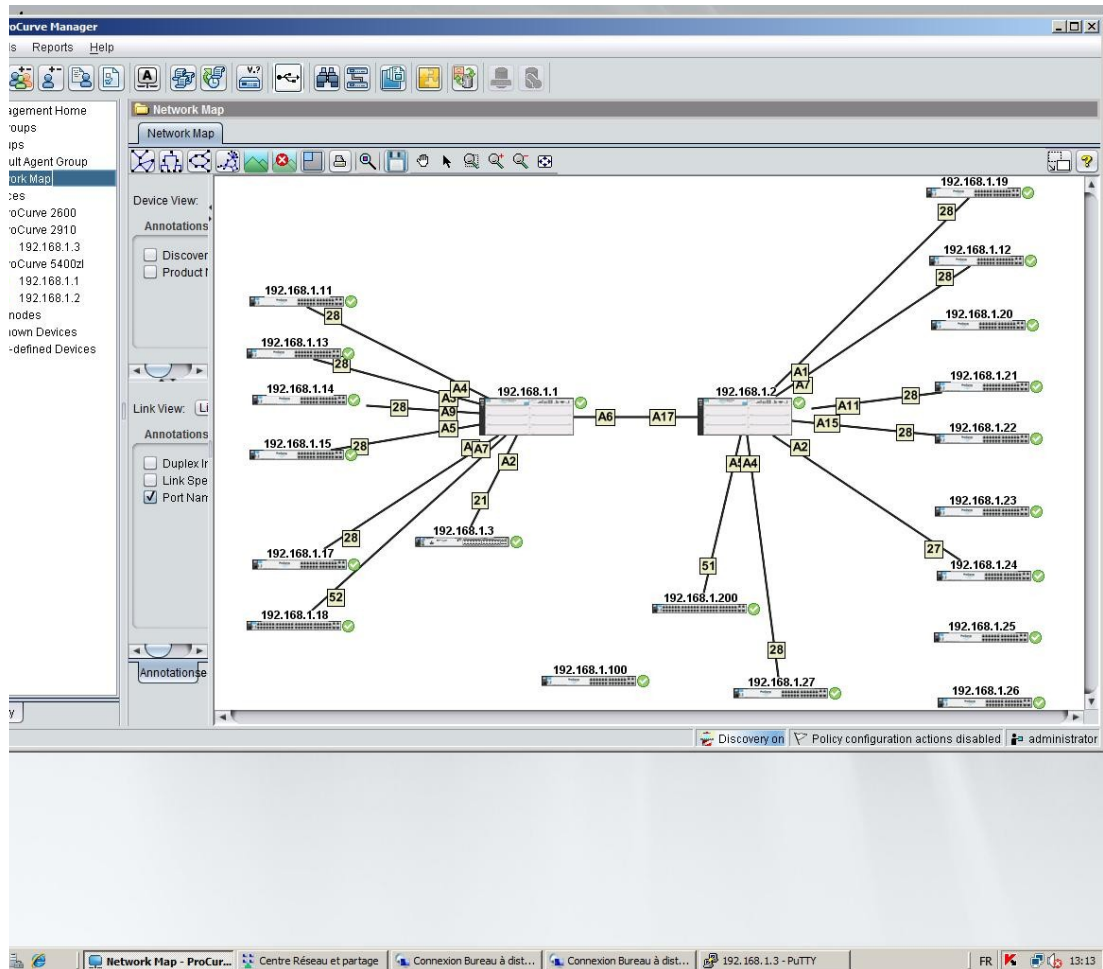 oCurve Manager
ls Reports Help
agement Home
roups
ups
ult Agent Group
work Map
ces
roCurve 2600
roCurve 2910
192.168.1.3
roCurve 5400zl
192.168.1.1
192.168.1.2
nodes
nown Devices
-defined Devices
y
Network Map
Network Map
Device View:
Annotations
Discover
Product N
Link View: Li
Annotations
Duplex In
Link Spe
Port Nam
Annotations
192.168.1.19
28
192.168.1.12
28
192.168.1.11
28
192.168.1.20
192.168.1.13
28
A1
A7
192.168.1.21
192.168.1.14
A4
192.168.1.1
192.168.1.2
28
28
A9
A6
A17
A11
A15
192.168.1.22
28
192.168.1.15
28
A5
A7
A2
A4
A2
21
192.168.1.23
192.168.1.3
28
27
192.168.1.17
192.168.1.24
51
52
192.168.1.18
192.168.1.200
192.168.1.25
28
192.168.1.100
192.168.1.27
192.168.1.26
Discovery on Policy configuration actions disabled administrator
Network Map - ProCur... Centre Réseau et partage Connexion Bureau à dist... Connexion Bureau à dist... 192.168.1.3 - PuTTY FR 13:13